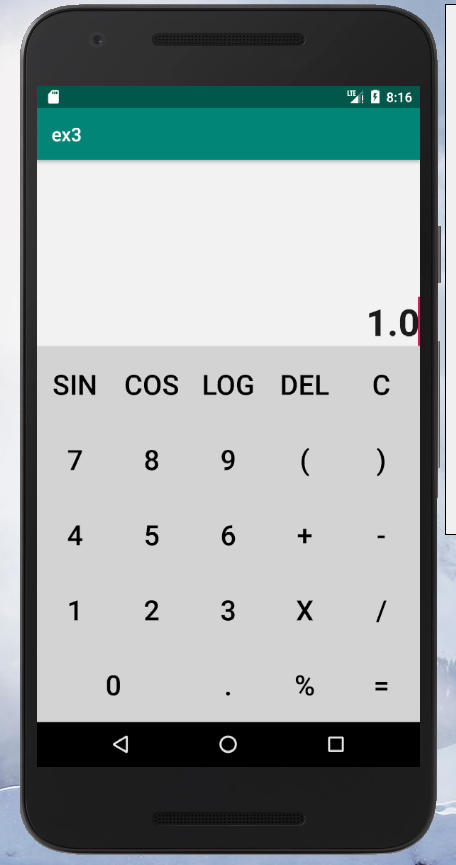 LTE 8:16
ex3
1.0
SIN COS LOG DEL C
7 8 9 ( )
4 5 6 + -
1 2 3 X /
0 . % =